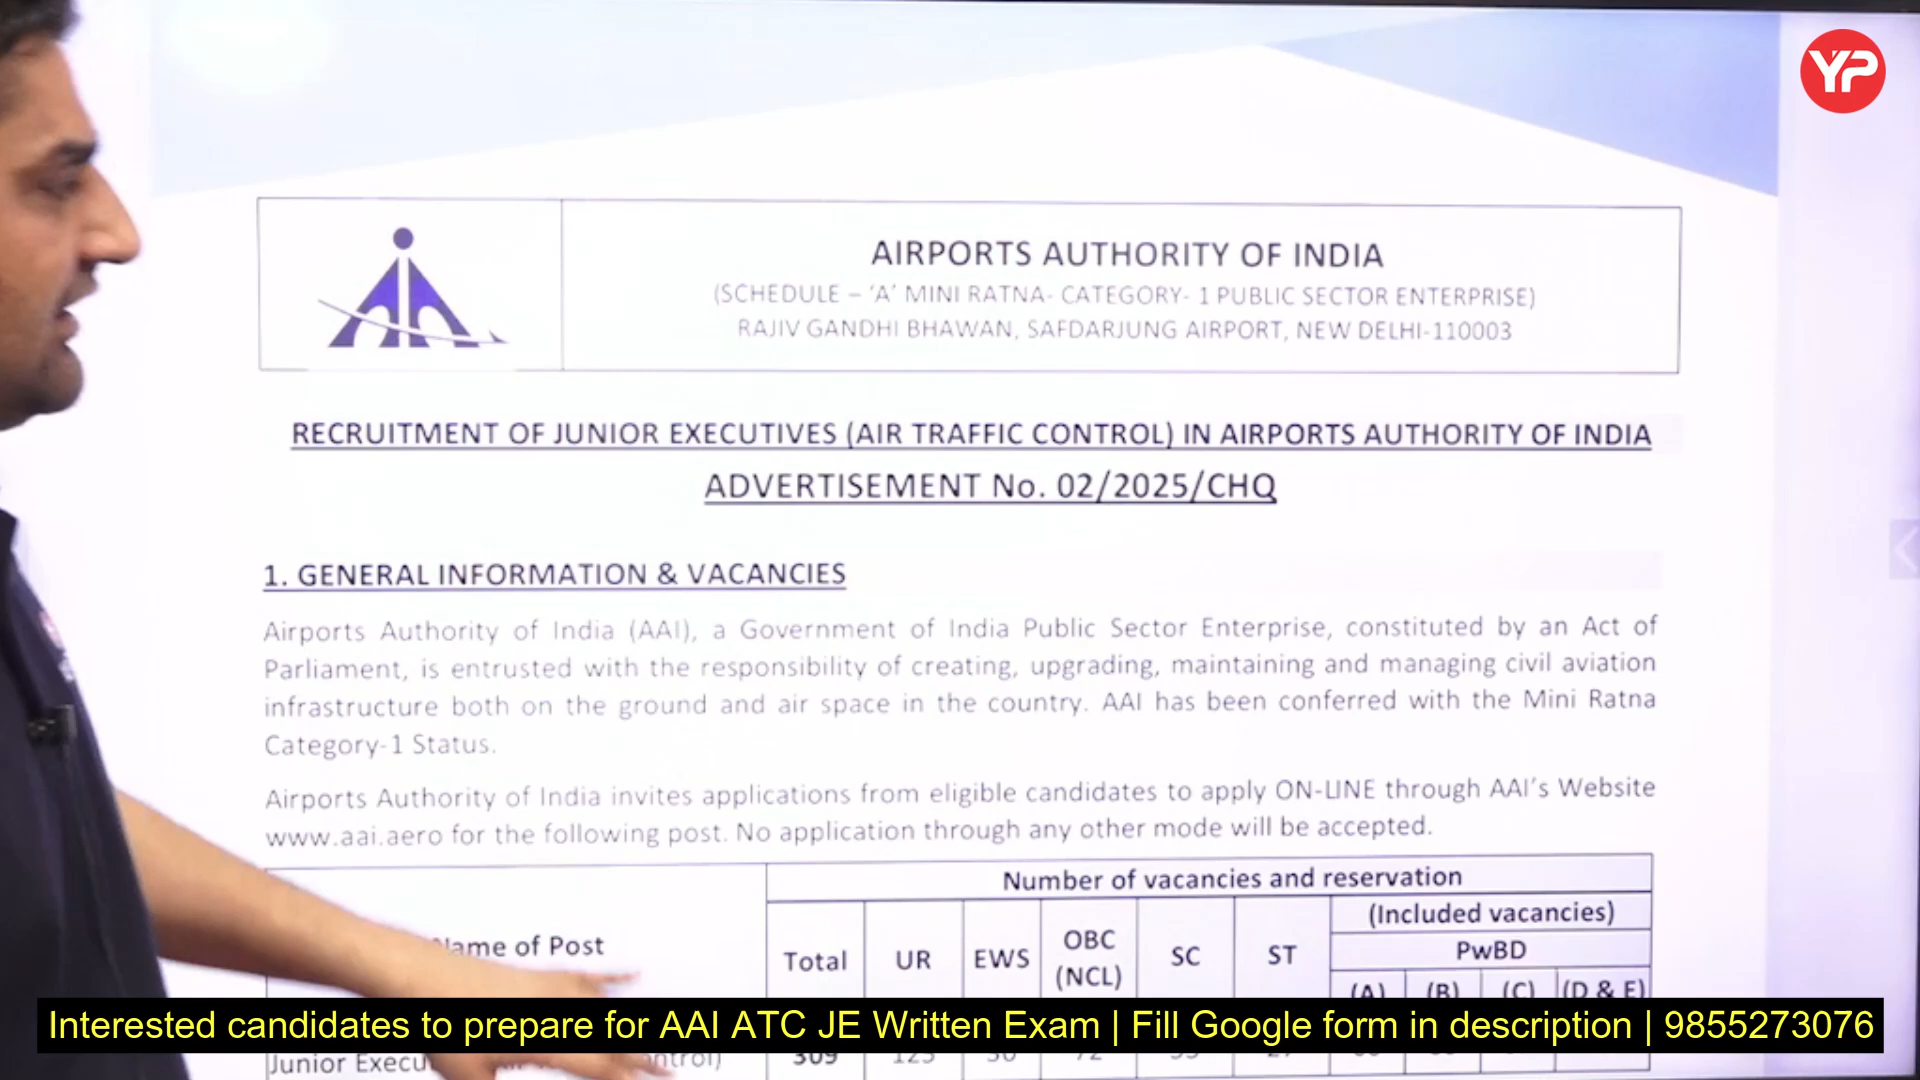 YP
AIRPORTS AUTHORITY OF INDIA
(SCHEDULE – ‘A’ MINI RATNA- CATEGORY- 1 PUBLIC SECTOR ENTERPRISE)
RAJIV GANDHI BHAWAN, SAFDARJUNG AIRPORT, NEW DELHI-110003
RECRUITMENT OF JUNIOR EXECUTIVES (AIR TRAFFIC CONTROL) IN AIRPORTS AUTHORITY OF INDIA
ADVERTISEMENT No. 02/2025/CHQ
1. GENERAL INFORMATION & VACANCIES
Airports Authority of India (AAI), a Government of India Public Sector Enterprise, constituted by an Act of
Parliament, is entrusted with the responsibility of creating, upgrading, maintaining and managing civil aviation
infrastructure both on the ground and air space in the country. AAI has been conferred with the Mini Ratna
Category-1 Status.
Airports Authority of India invites applications from eligible candidates to apply ON-LINE through AAI’s Website
www.aai.aero for the following post. No application through any other mode will be accepted.
Name of Post
Number of vacancies and reservation
(Included vacancies)
PwBD
Total UR EWS OBC (NCL) SC ST
(A) (B) (C) (D & E)
Interested candidates to prepare for AAI ATC JE Written Exam | Fill Google form in description | 9855273076
Junior 309 125